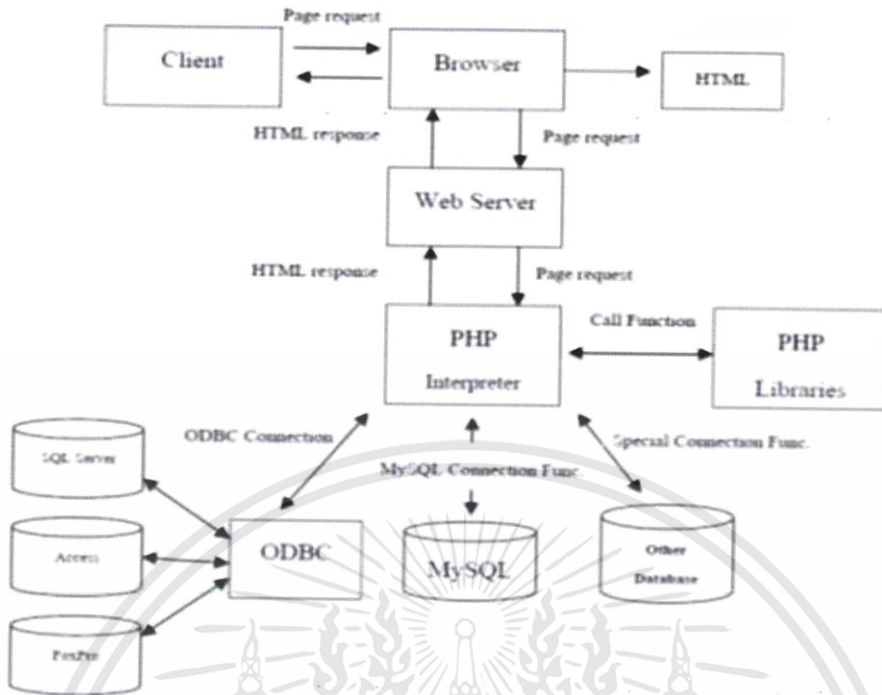 Page request
Client
Browser
HTML
HTML response
Page request
Web Server
HTML response
Page request
PHP
Interpreter
Call Function
PHP
Libraries
ODBC Connection
MySQL Connection Func.
Special Connection Func.
SQL Server
Access
FoxPro
ODBC
MySQL
Other
Database